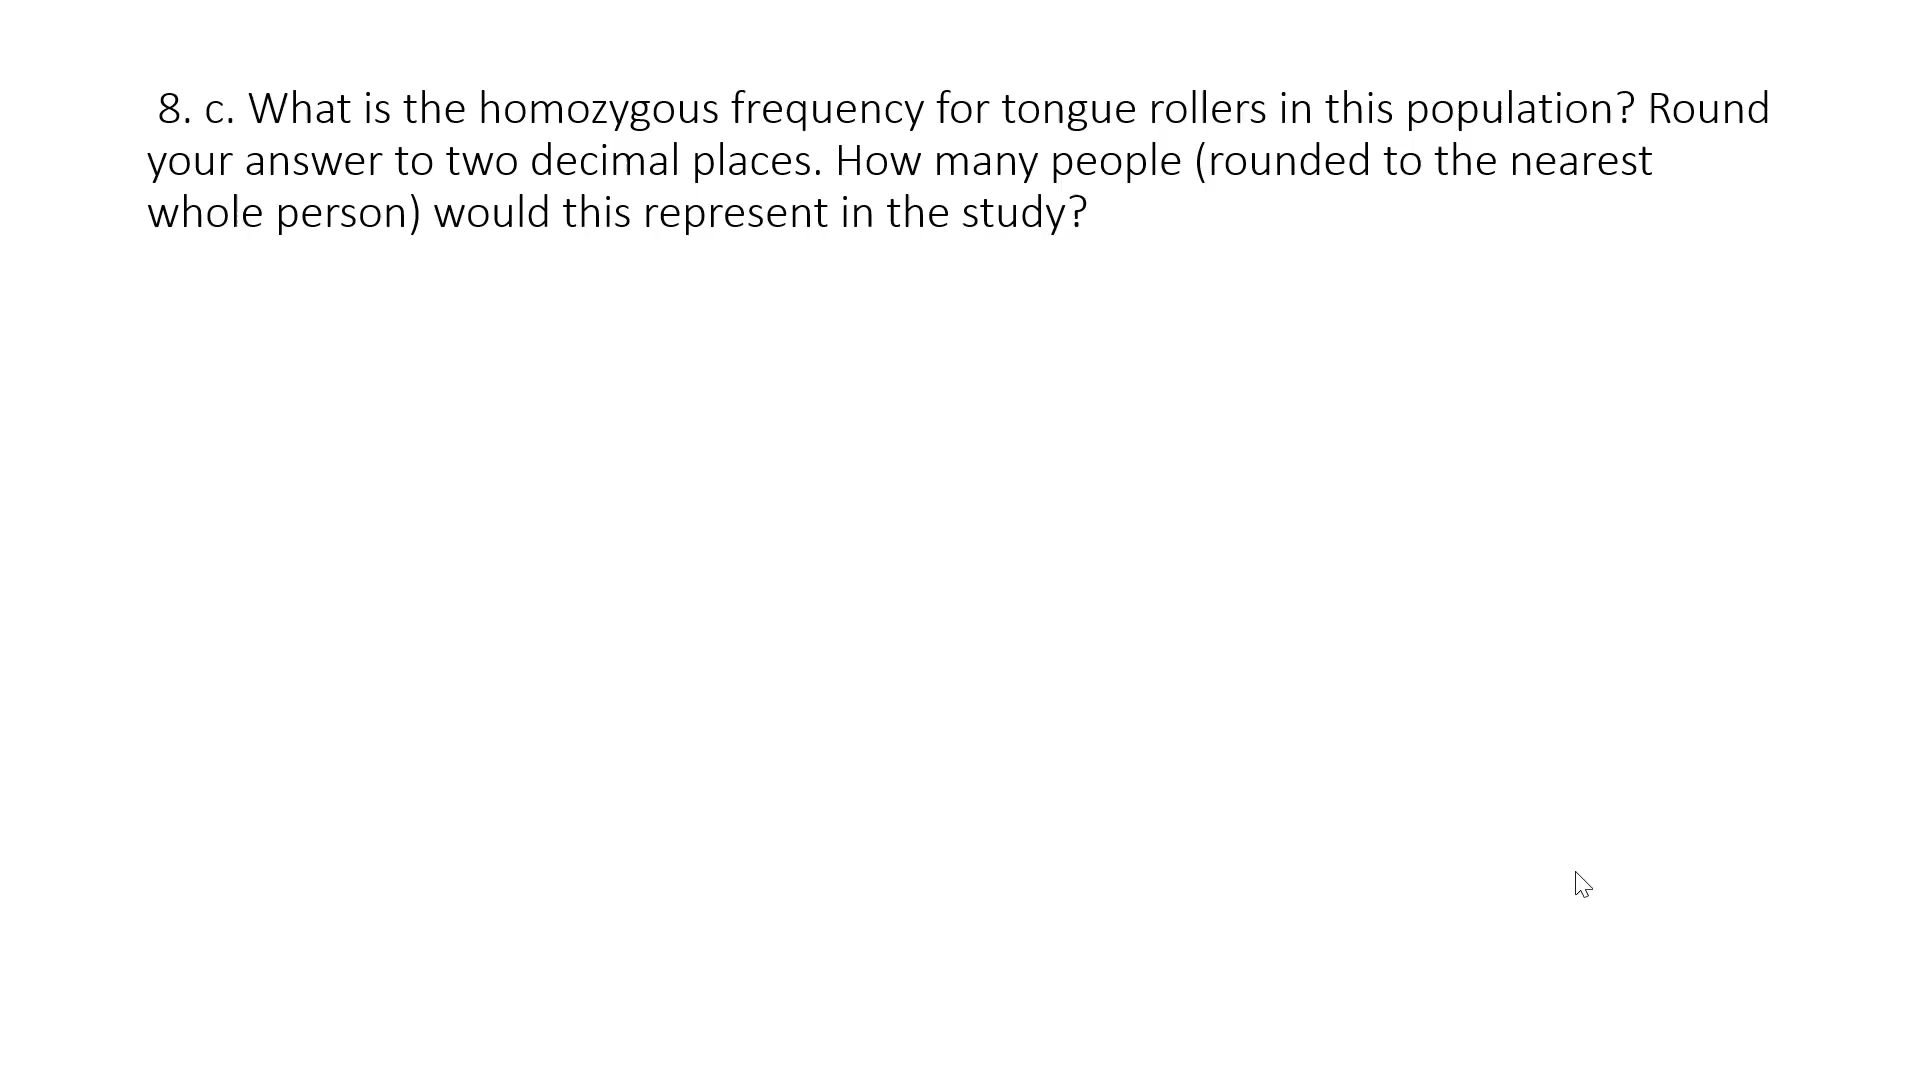 8. c. What is the homozygous frequency for tongue rollers in this population? Round
your answer to two decimal places. How many people (rounded to the nearest
whole person) would this represent in the study?